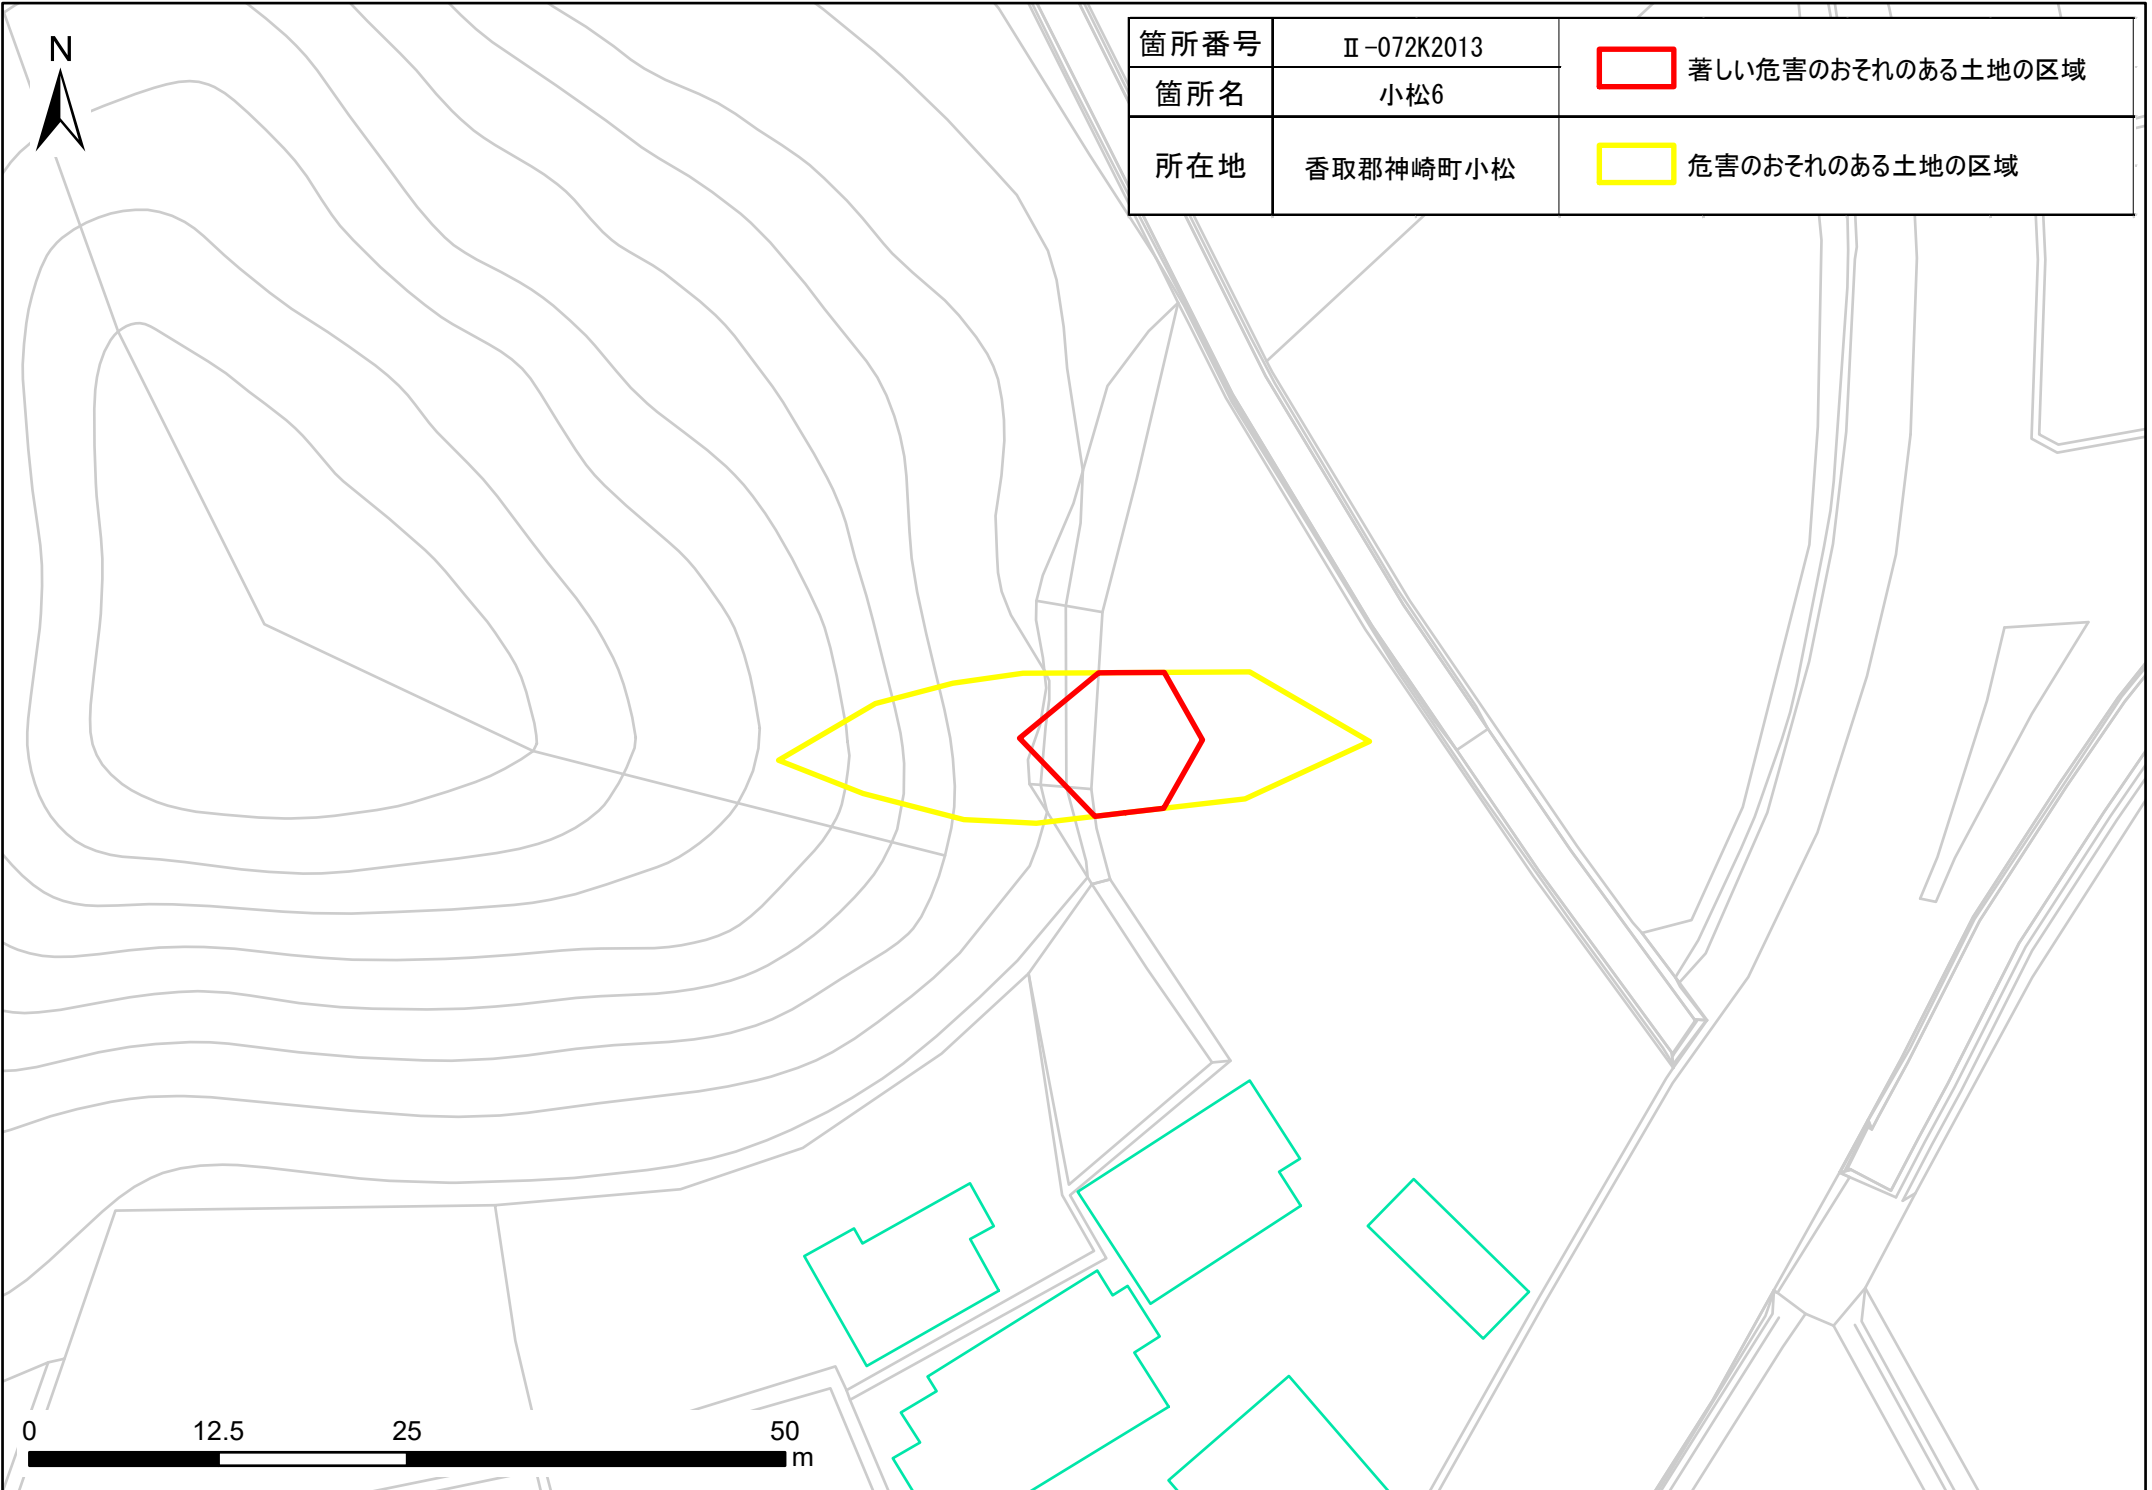 N
箇所番号 Ⅱ-072K2013
箇所名 小松6
所在地 香取郡神崎町小松
著しい危害のおそれのある土地の区域
危害のおそれのある土地の区域
0 12.5 25 50
m